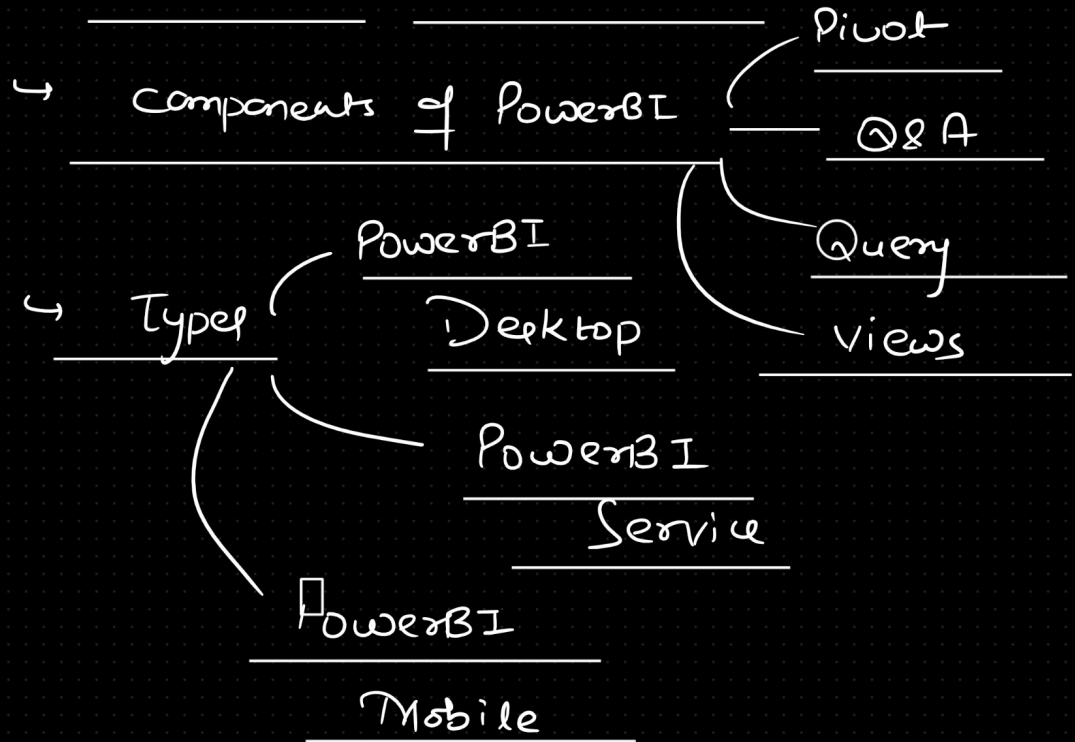 Pivot
↪ Components of PowerBI
Q&A
Query
Views
↪ Types
PowerBI
Desktop
PowerBI
Service
PowerBI
Mobile